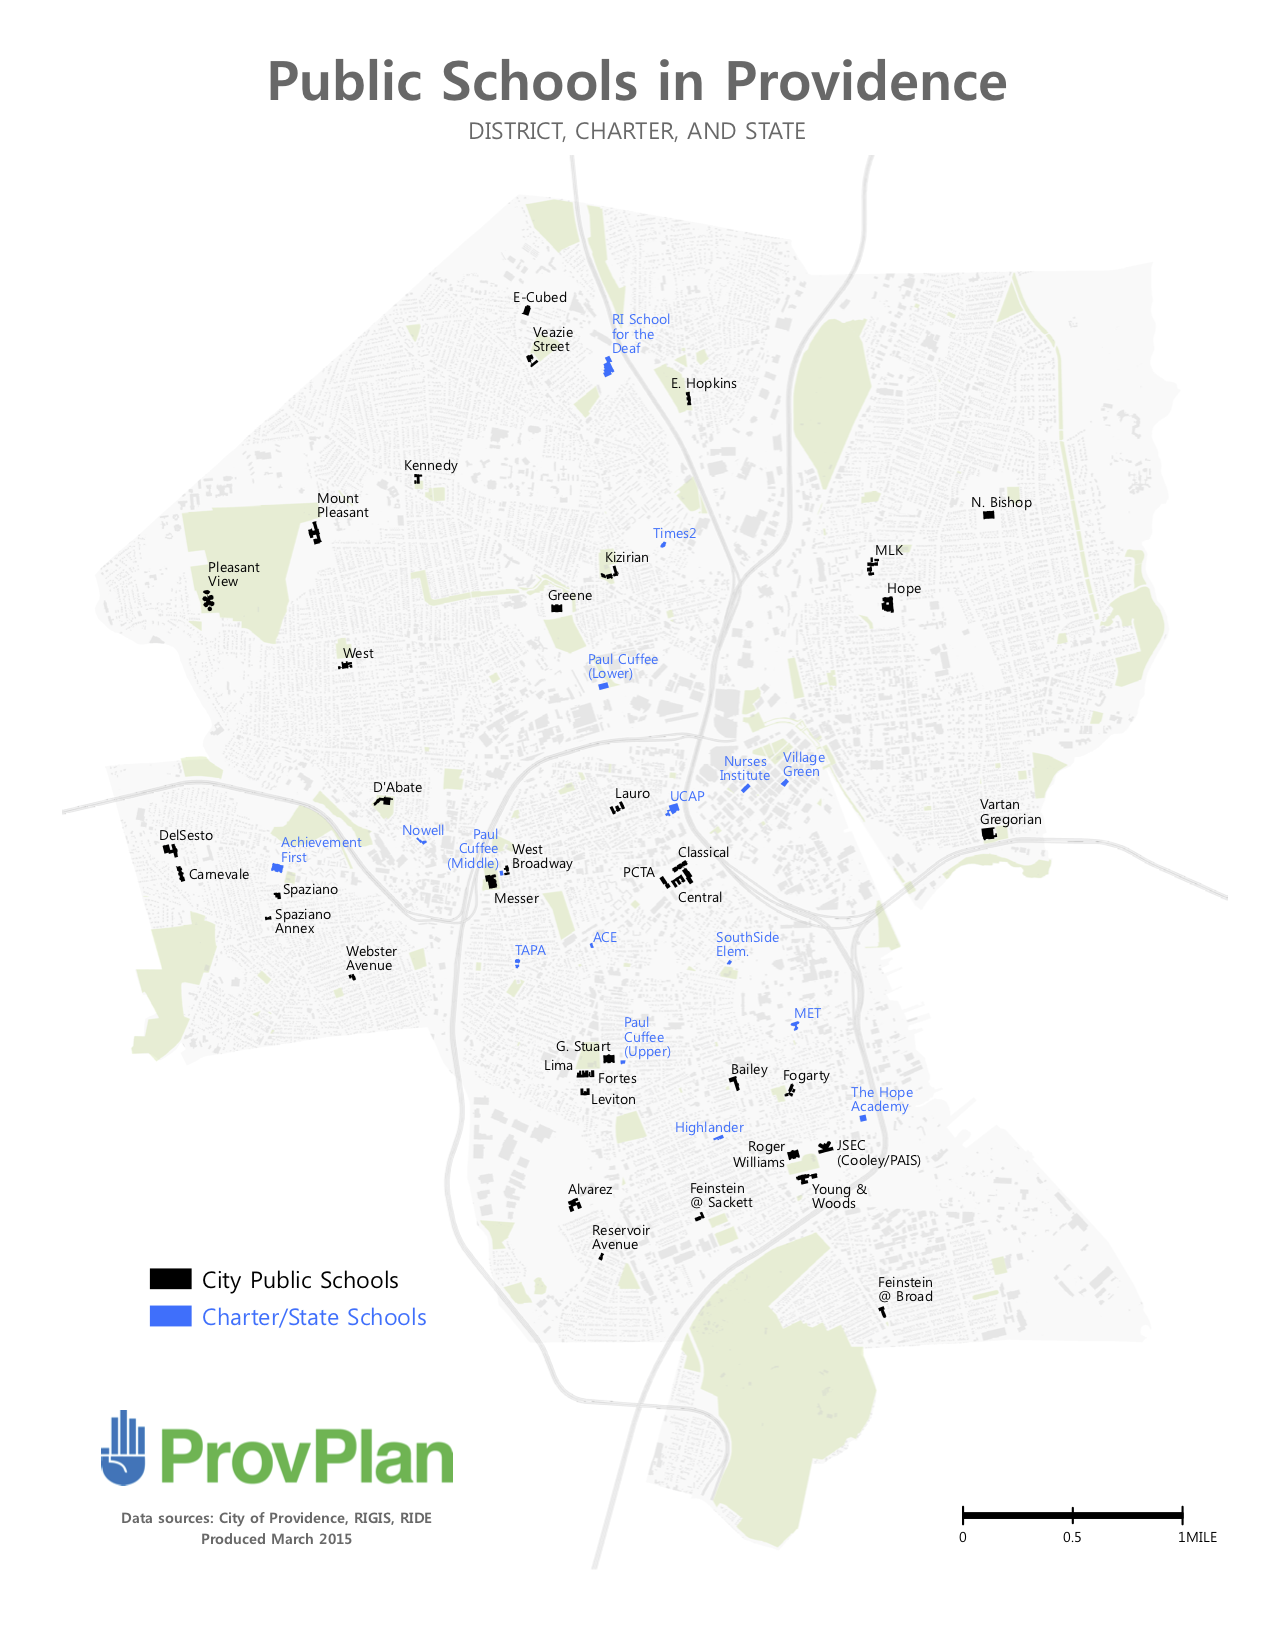 Public Schools in Providence
DISTRICT, CHARTER, AND STATE
E-Cubed
Veazie
Street
RI School
for the
Deaf
E. Hopkins
Kennedy
Mount
Pleasant
N. Bishop
Times2
Kizirian
MLK
Pleasant
View
Greene
Hope
West
Paul Cuffee
(Lower)
Nurses
Institute
Village
Green
D'Abate
Lauro
UCAP
Vartan
Gregorian
DelSesto
Achievement
First
Nowell
Paul
Cuffee
(Middle)
West
Broadway
Classical
PCTA
Carnevale
Spaziano
Messer
Central
Spaziano
Annex
Webster
Avenue
TAPA
ACE
SouthSide
Elem.
MET
Paul
Cuffee
(Upper)
G. Stuart
Lima
Fortes
Leviton
Bailey
Fogarty
The Hope
Academy
Highlander
Roger
Williams
JSEC
(Cooley/PAIS)
Alvarez
Feinstein
@ Sackett
Young &
Woods
Reservoir
Avenue
Feinstein
@ Broad
City Public Schools
Charter/State Schools
ProvPlan
Data sources: City of Providence, RIGIS, RIDE
Produced March 2015
0 0.5 1MILE